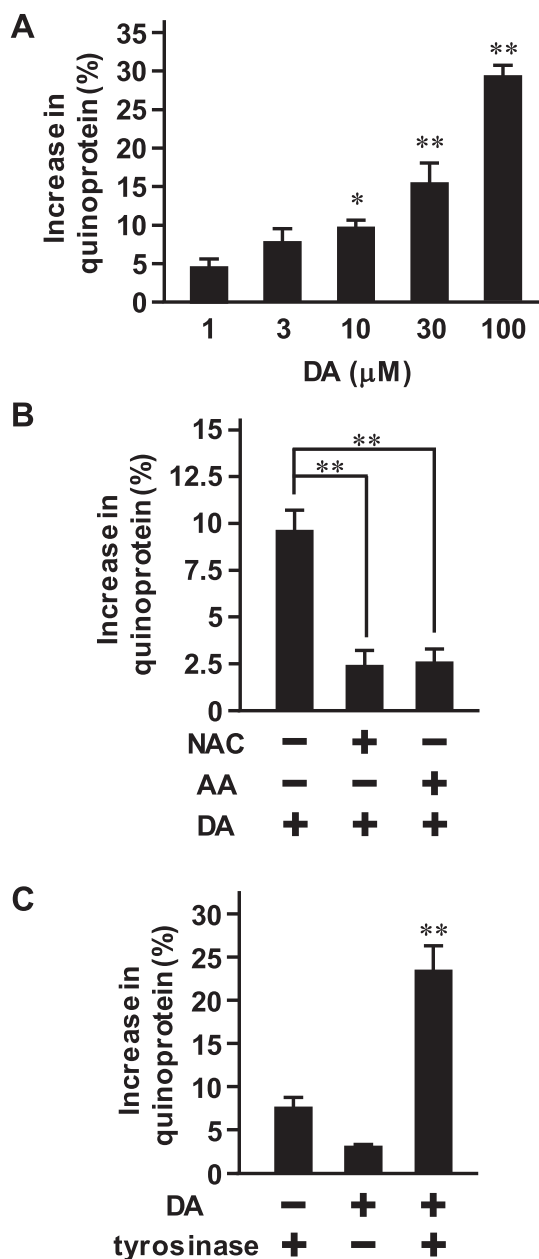 A
Increase in
quinoprotein (%)
35
30
25
20
15
10
5
0
*
**
**
1 3 10 30 100
DA (μM)
B
Increase in
quinoprotein (%)
15
12.5
10
7.5
5
2.5
0
**
**
NAC − + −
AA − − +
DA + + +
C
Increase in
quinoprotein (%)
30
25
20
15
10
5
0
**
DA − + +
tyrosinase + − +